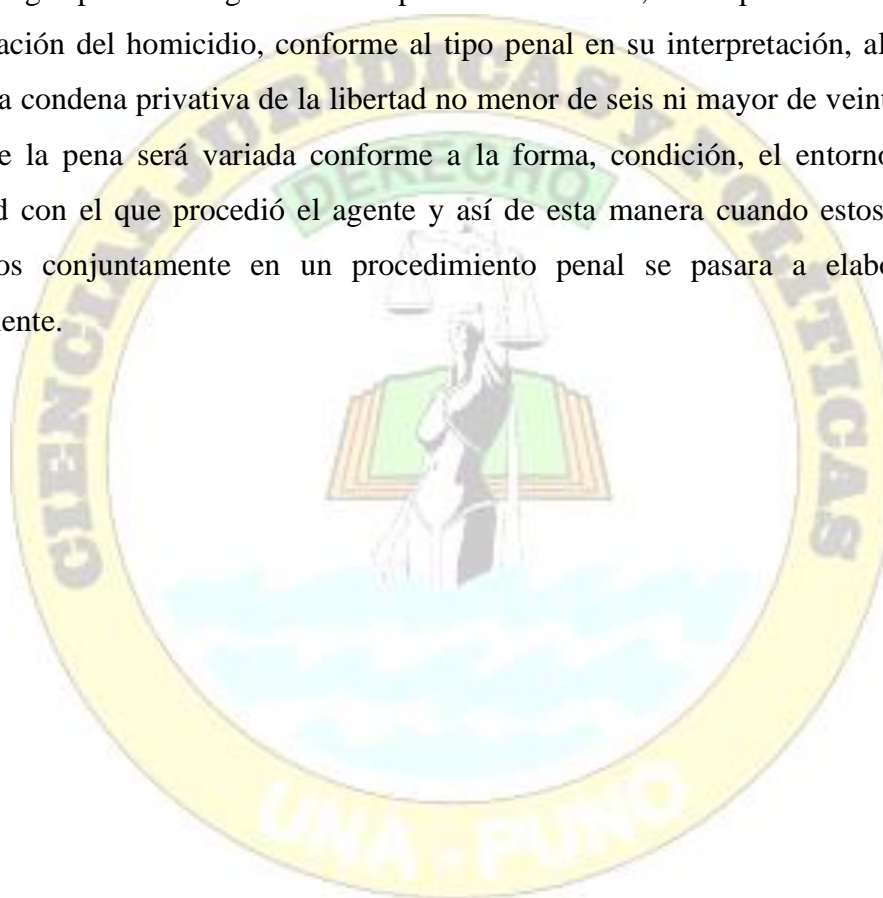 ación del homicidio, conforme al tipo penal en su interpretación, al
a condena privativa de la libertad no menor de seis ni mayor de veint
e la pena será variada conforme a la forma, condición, el entorno
d con el que procedió el agente y así de esta manera cuando estos
os conjuntamente en un procedimiento penal se pasara a elab
ente.
CIENCIAS JURÍDICAS Y POLITICAS
DERECHO
UNA - PUNO